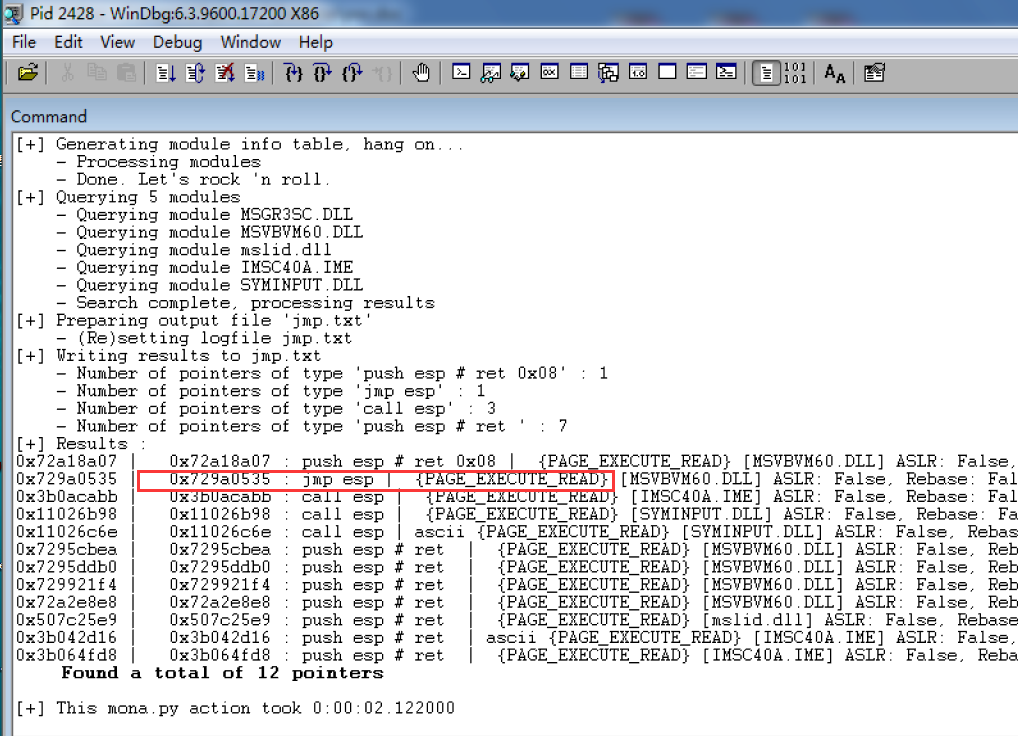 Pid 2428 - WinDbg:6.3.9600.17200 X86
File Edit View Debug Window Help
Command
[+] Generating module info table, hang on...
- Processing modules
- Done. Let's rock 'n roll.
[+] Querying 5 modules
- Querying module MSGR3SC.DLL
- Querying module MSVBVM60.DLL
- Querying module mslid.dll
- Querying module IMSC40A.IME
- Querying module SYMINPUT.DLL
- Search complete, processing results
[+] Preparing output file 'jmp.txt'
- (Re)setting logfile jmp.txt
[+] Writing results to jmp.txt
- Number of pointers of type 'push esp # ret 0x08' : 1
- Number of pointers of type 'jmp esp' : 1
- Number of pointers of type 'call esp' : 3
- Number of pointers of type 'push esp # ret ' : 7
[+] Results :
0x72a18a07 | 0x72a18a07 : push esp # ret 0x08 | {PAGE_EXECUTE_READ} [MSVBVM60.DLL] ASLR: False,
0x729a0535 | 0x729a0535 : jmp esp | {PAGE_EXECUTE_READ} [MSVBVM60.DLL] ASLR: False, Rebase: Fal
0x3b0acabb | 0x3b0acabb : call esp | {PAGE_EXECUTE_READ} [IMSC40A.IME] ASLR: False, Rebase: Fal
0x11026b98 | 0x11026b98 : call esp | {PAGE_EXECUTE_READ} [SYMINPUT.DLL] ASLR: False, Rebase: Fa
0x11026c6e | 0x11026c6e : call esp | ascii {PAGE_EXECUTE_READ} [SYMINPUT.DLL] ASLR: False, Rebas
0x7295cbea | 0x7295cbea : push esp # ret | {PAGE_EXECUTE_READ} [MSVBVM60.DLL] ASLR: False, Reb
0x7295ddb0 | 0x7295ddb0 : push esp # ret | {PAGE_EXECUTE_READ} [MSVBVM60.DLL] ASLR: False, Reb
0x729921f4 | 0x729921f4 : push esp # ret | {PAGE_EXECUTE_READ} [MSVBVM60.DLL] ASLR: False, Reb
0x72a2e8e8 | 0x72a2e8e8 : push esp # ret | {PAGE_EXECUTE_READ} [MSVBVM60.DLL] ASLR: False, Reb
0x507c25e9 | 0x507c25e9 : push esp # ret | {PAGE_EXECUTE_READ} [mslid.dll] ASLR: False, Rebase
0x3b042d16 | 0x3b042d16 : push esp # ret | ascii {PAGE_EXECUTE_READ} [IMSC40A.IME] ASLR: False,
0x3b064fd8 | 0x3b064fd8 : push esp # ret | {PAGE_EXECUTE_READ} [IMSC40A.IME] ASLR: False, Reba
Found a total of 12 pointers
[+] This mona.py action took 0:00:02.122000